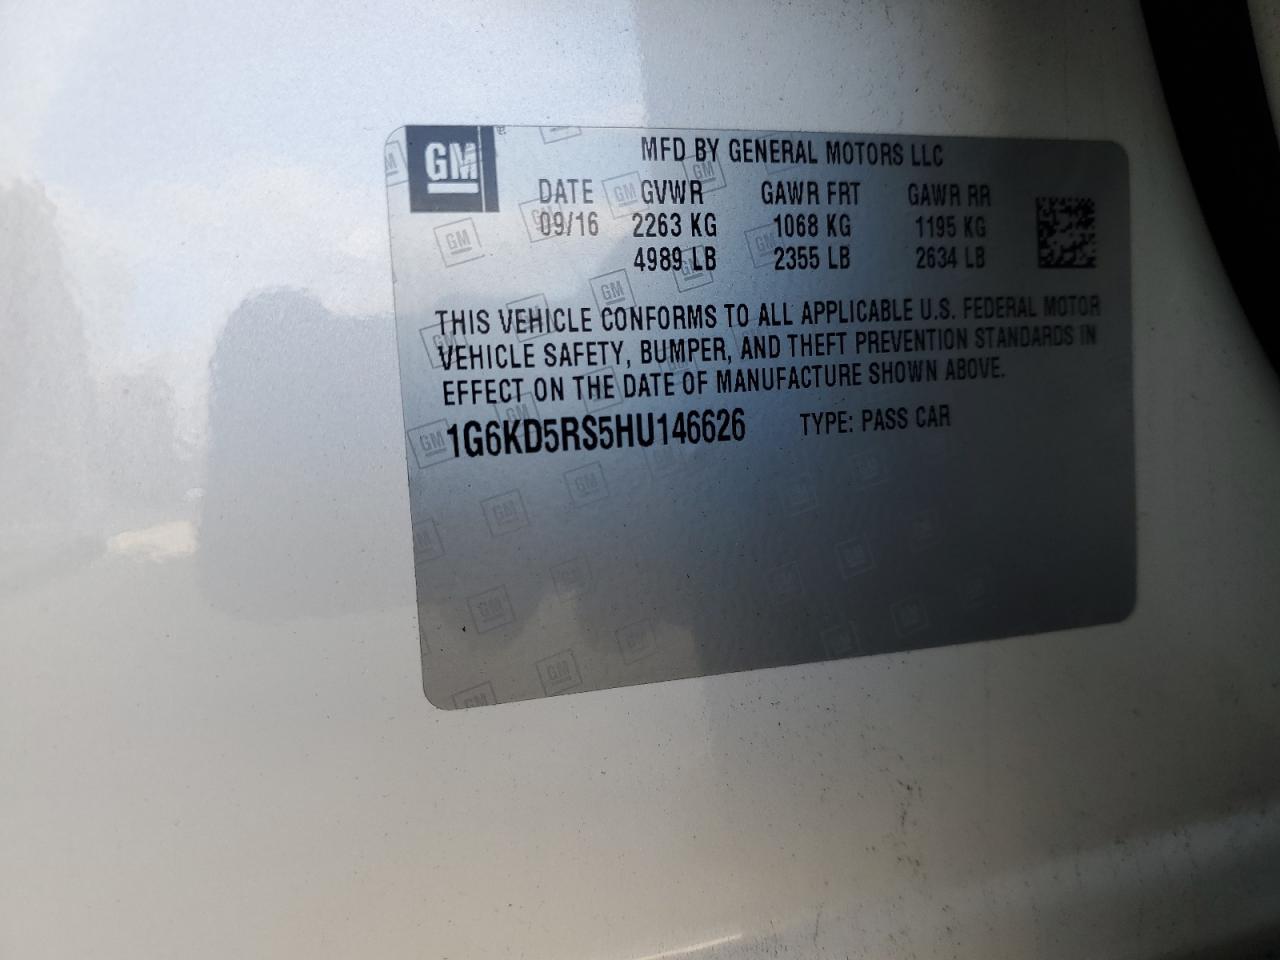 GM
MFD BY GENERAL MOTORS LLC
DATE GVWR GAWR FRT GAWR RR
09/16 2263 KG 1068 KG 1195 KG
4989 LB 2355 LB 2634 LB
THIS VEHICLE CONFORMS TO ALL APPLICABLE U.S. FEDERAL MOTOR
VEHICLE SAFETY, BUMPER, AND THEFT PREVENTION STANDARDS IN
EFFECT ON THE DATE OF MANUFACTURE SHOWN ABOVE.
1G6KD5RS5HU146626 TYPE: PASS CAR